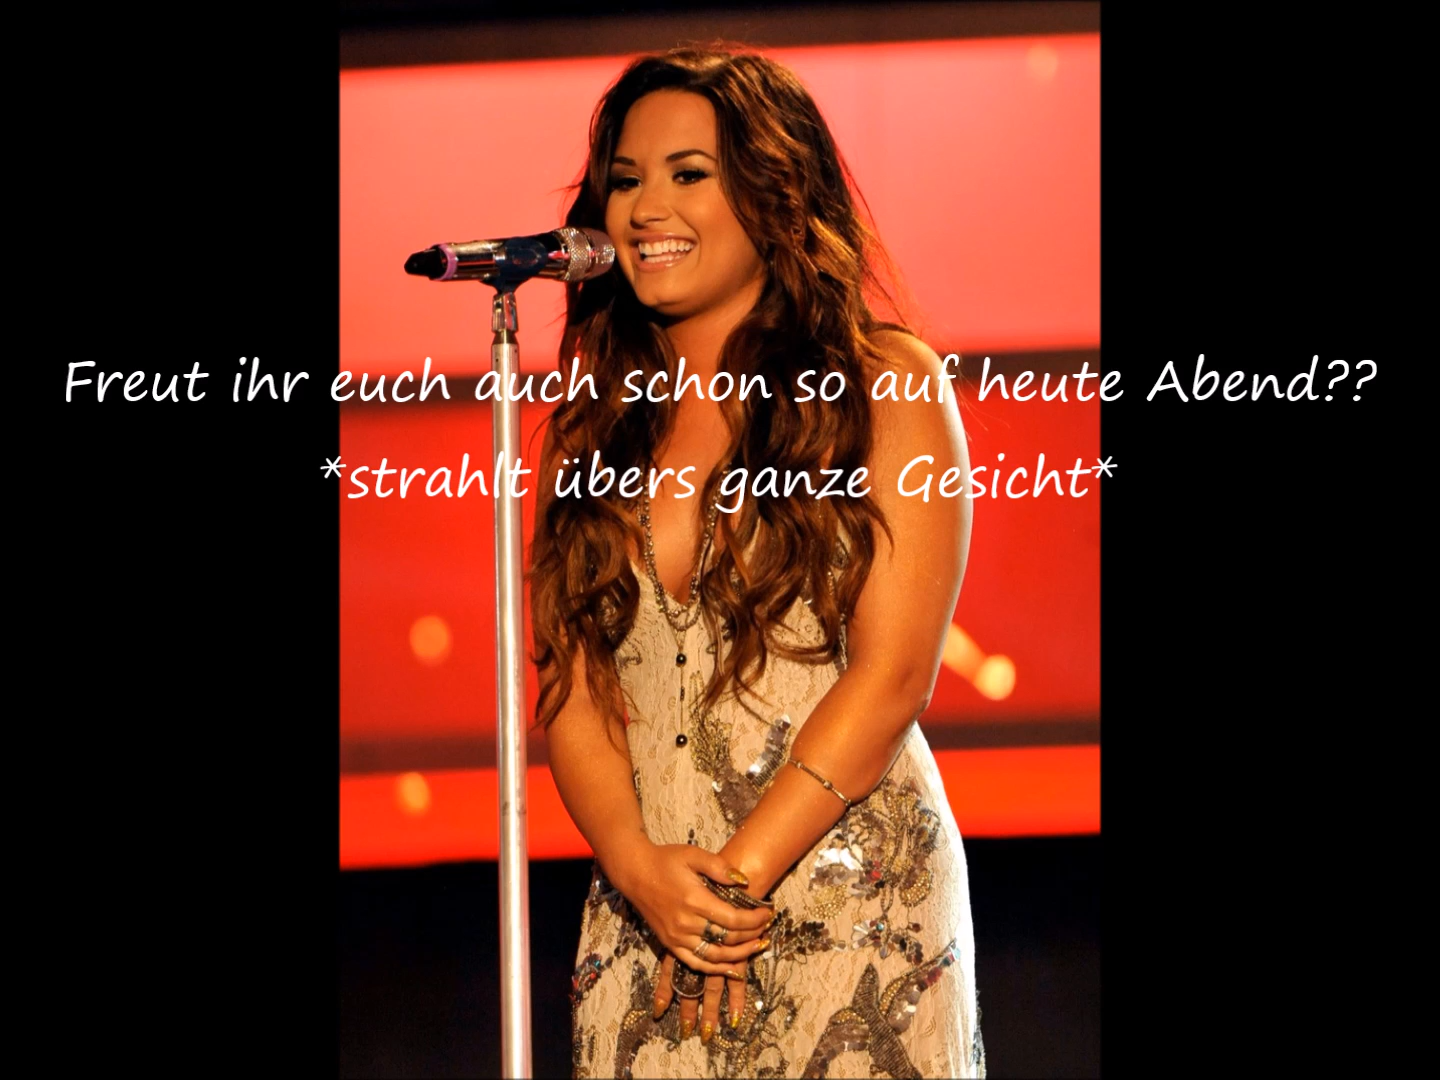 Freut ihr euch auch schon so auf heute Abend??
*strahlt übers ganze Gesicht*